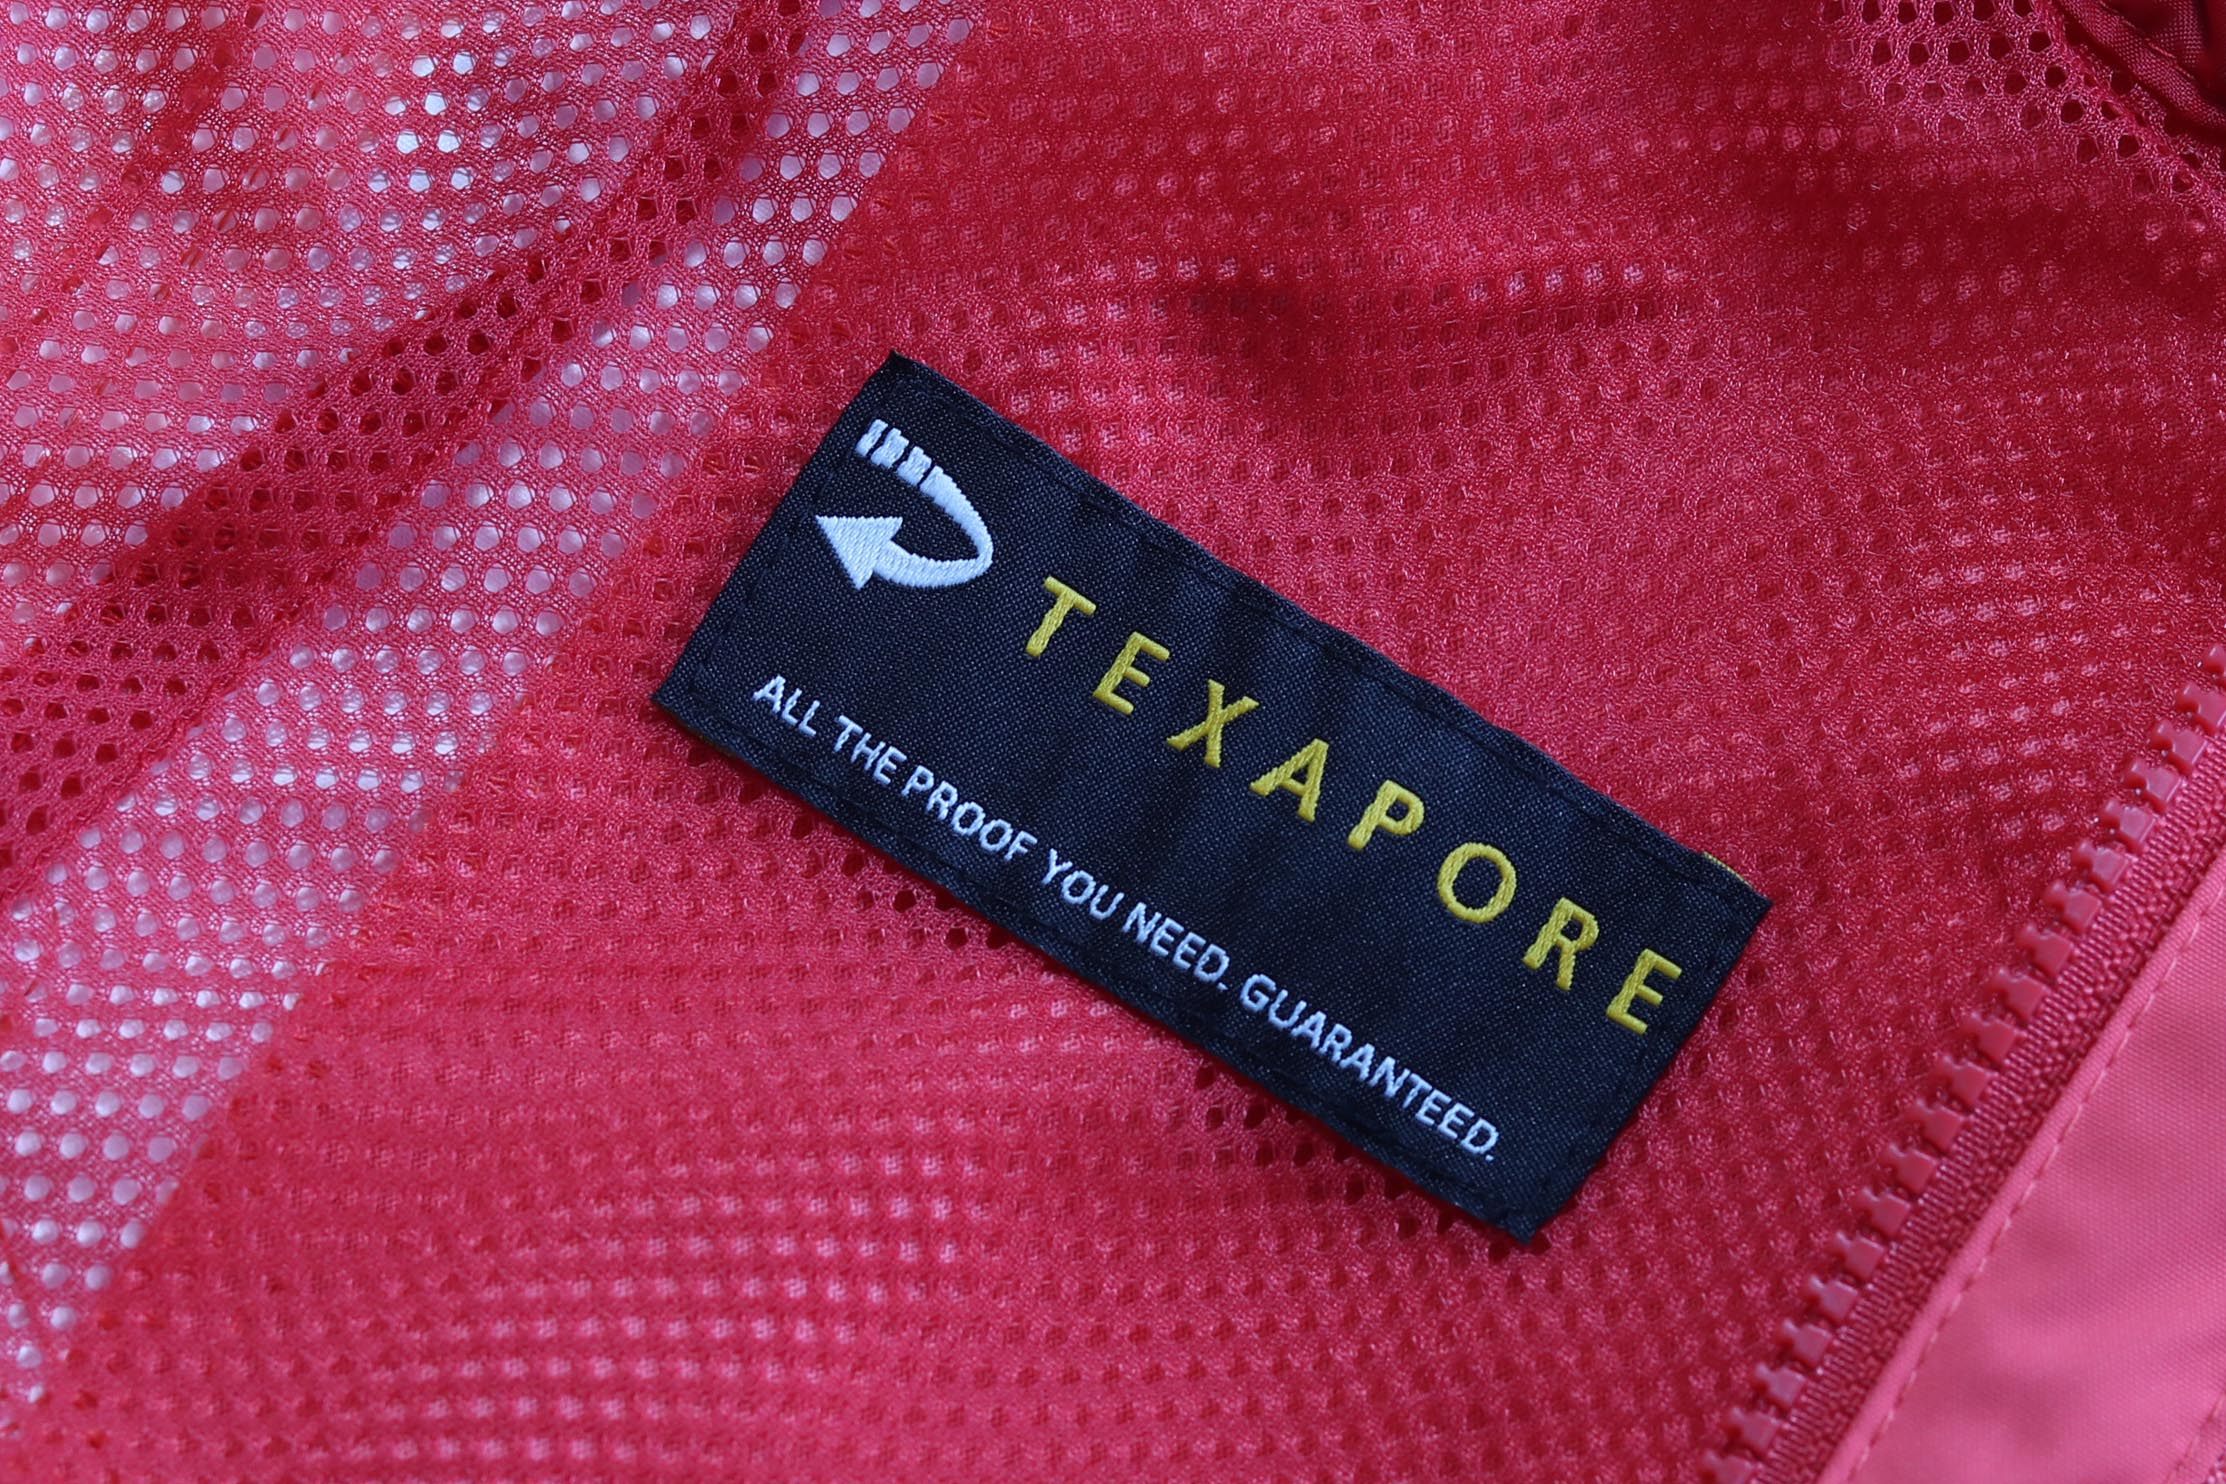 TEXAPORE
ALL THE PROOF YOU NEED. GUARANTEED.